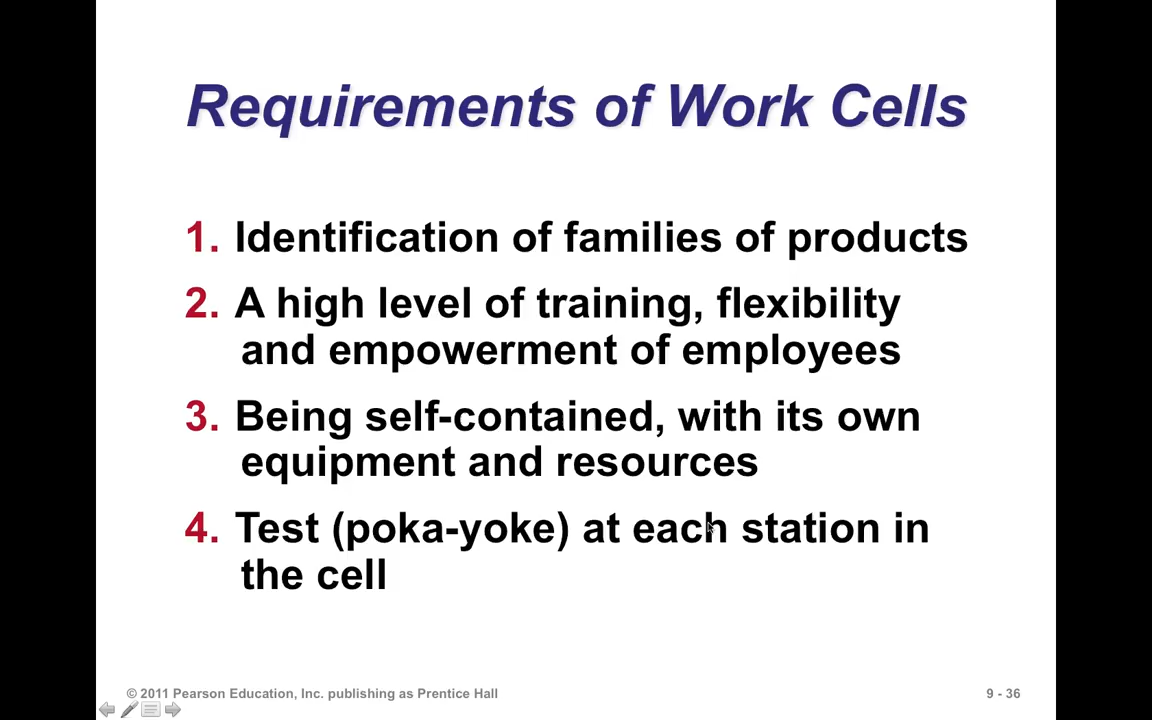 Requirements of Work Cells
1. Identification of families of products
2. A high level of training, flexibility
and empowerment of employees
3. Being self-contained, with its own
equipment and resources
4. Test (poka-yoke) at each station in
the cell
© 2011 Pearson Education, Inc. publishing as Prentice Hall
9 - 36